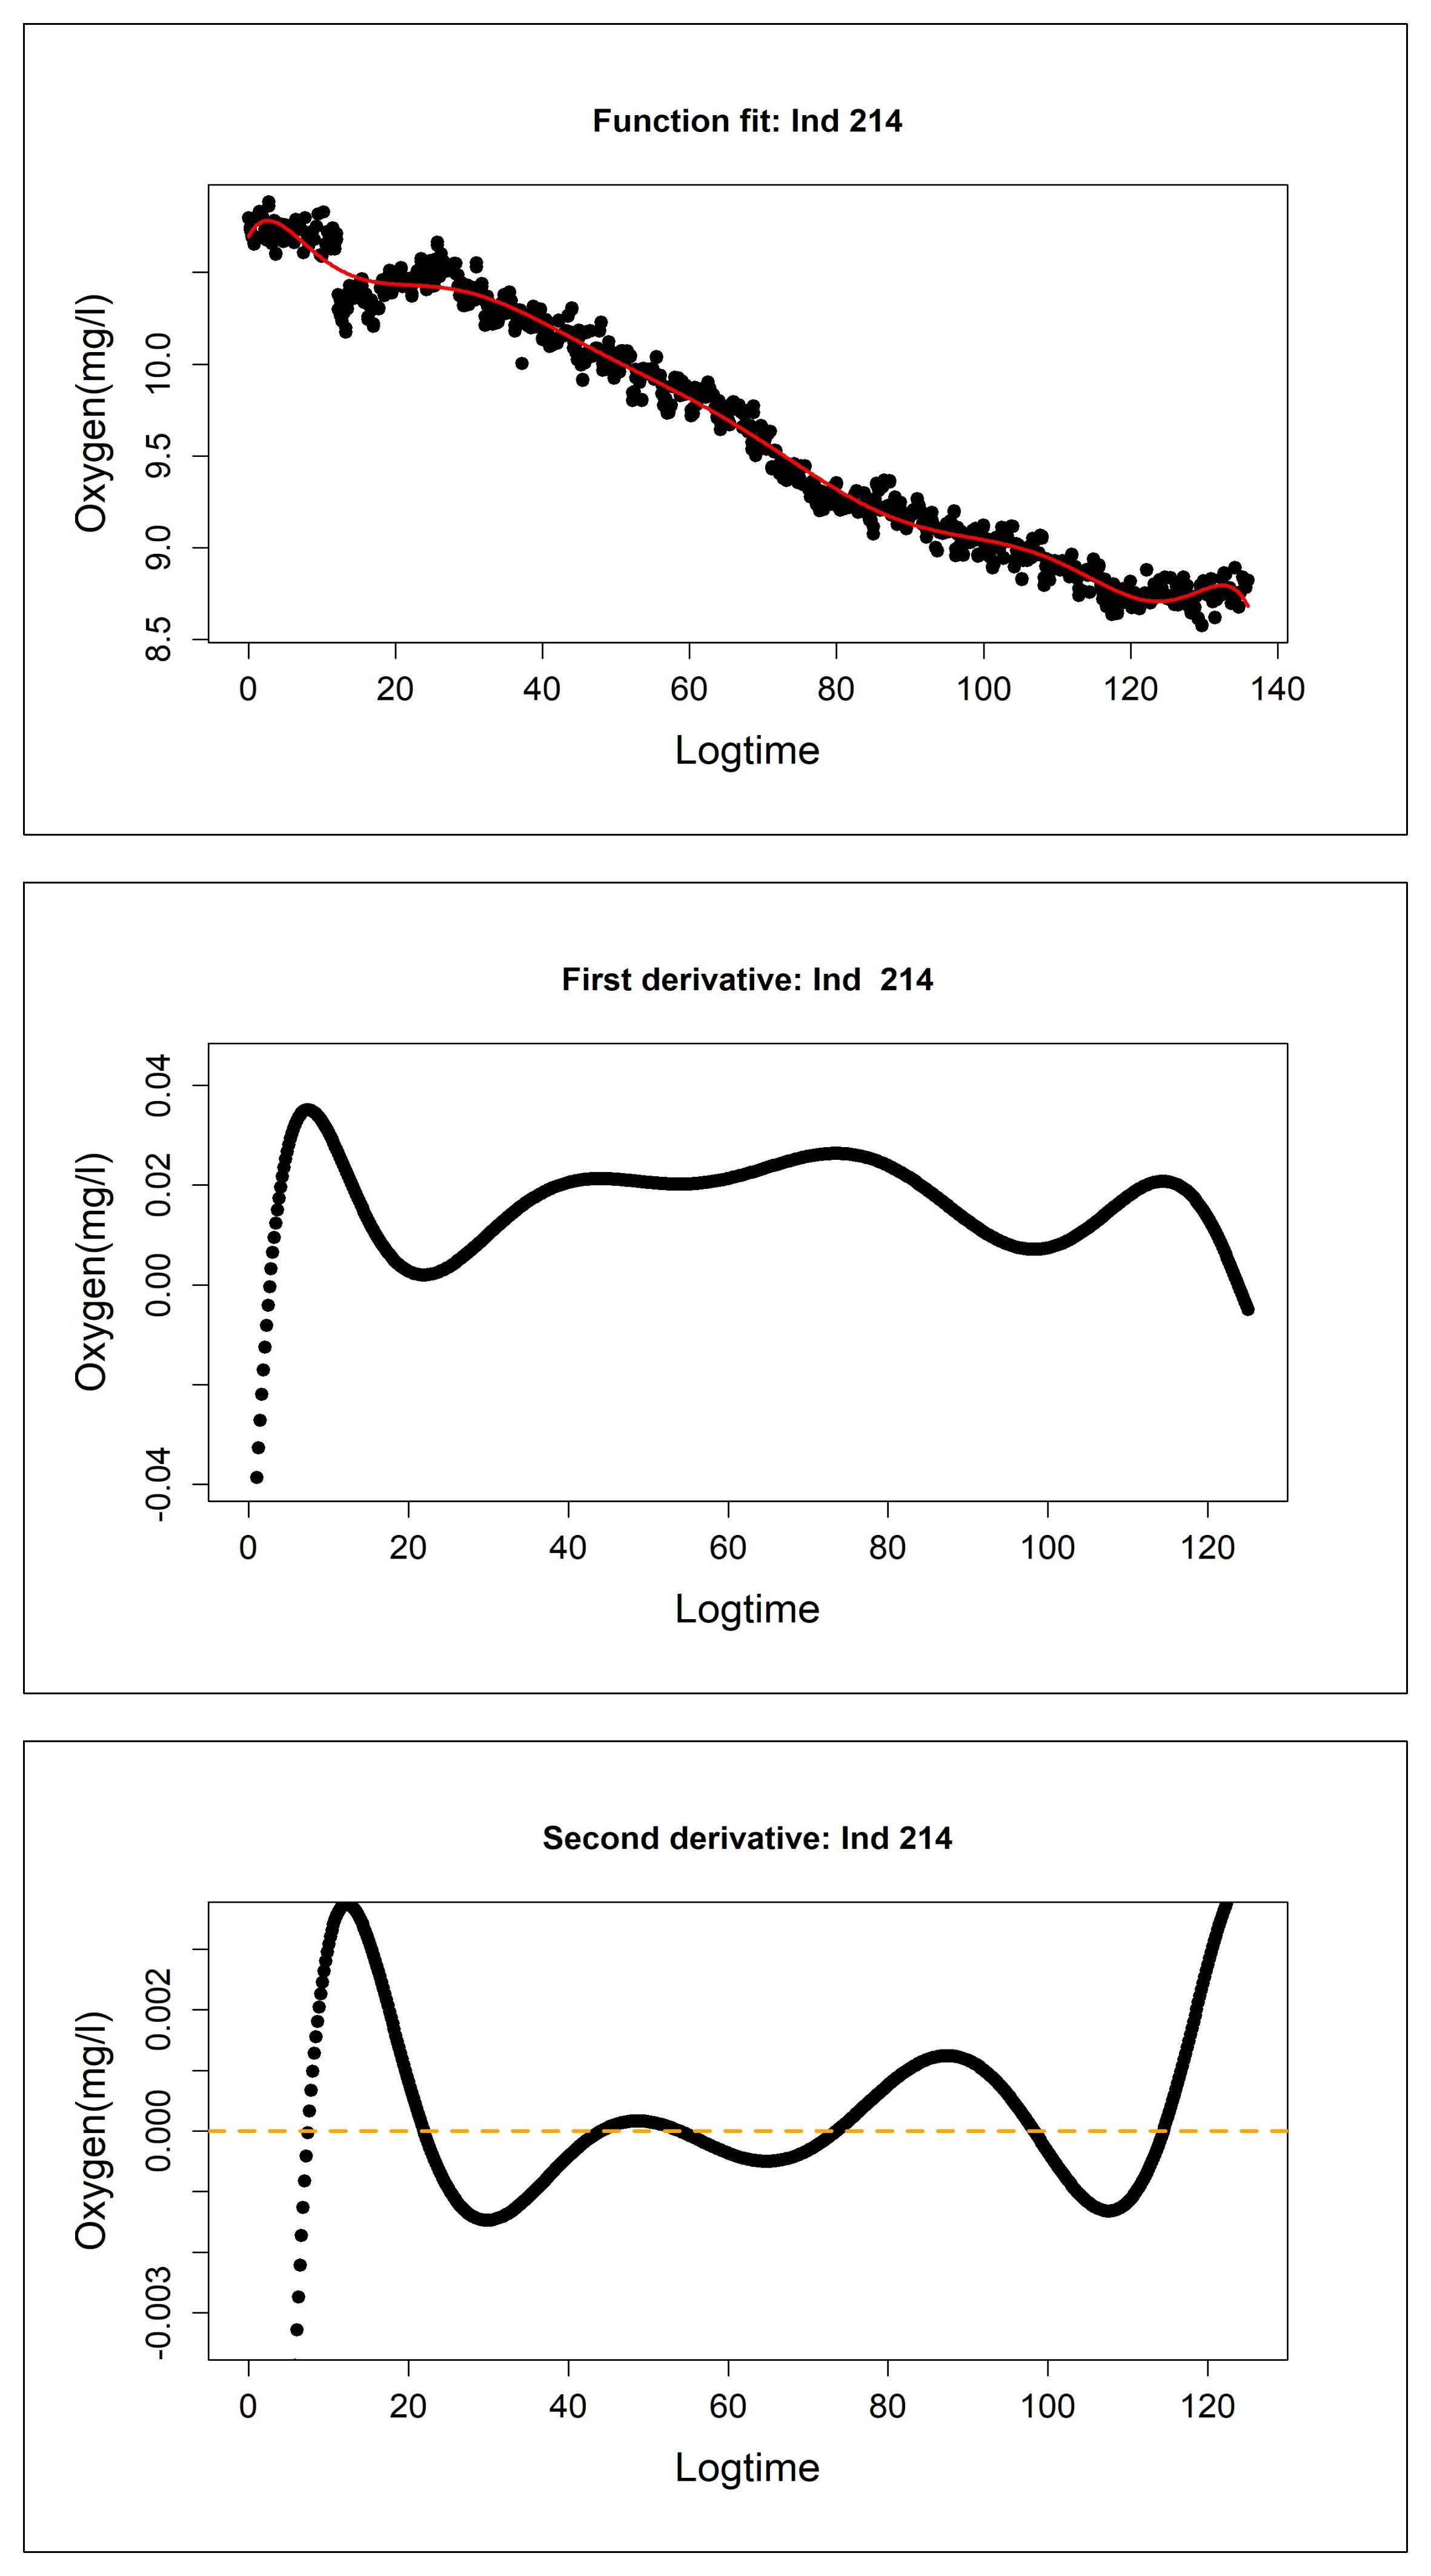 Function fit: Ind 214
Oxygen(mg/l)
10.0
9.5
9.0
8.5
0 20 40 60 80 100 120 140
Logtime
First derivative: Ind  214
Oxygen(mg/l)
0.04
0.02
0.00
-0.04
0 20 40 60 80 100 120
Logtime
Second derivative: Ind 214
Oxygen(mg/l)
0.002
0.000
-0.003
0 20 40 60 80 100 120
Logtime